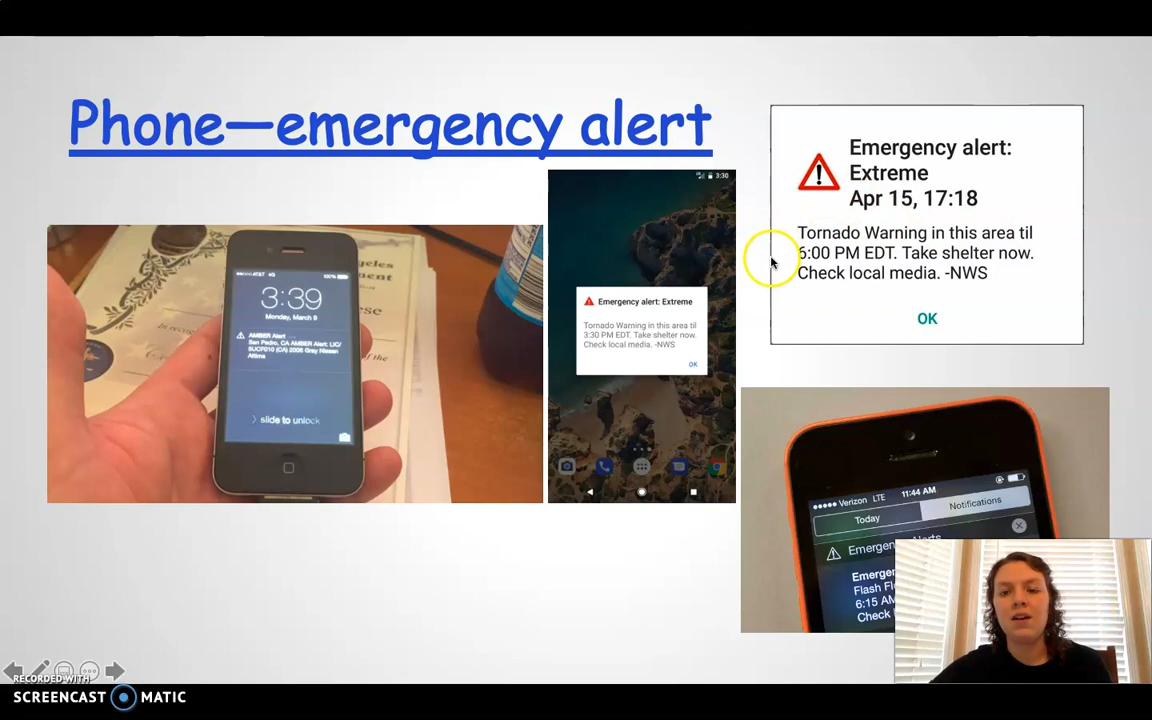 Phone—emergency alert
3:39
Monday, March 9
AMBER Alert
San Pedro, CA AMBER Alert: LIC/
(CA) 2006 Grey Nissan
Altima
slide to unlock
3:30
Emergency alert: Extreme
Tornado Warning in this area til
3:30 PM EDT. Take shelter now.
Check local media. -NWS
OK
Emergency alert:
Extreme
Apr 15, 17:18
Tornado Warning in this area til
6:00 PM EDT. Take shelter now.
Check local media. -NWS
OK
Verizon LTE
11:44 AM
Today
Notifications
Flash
6:15 AM
Check
RECORDED WITH
SCREENCAST MATIC